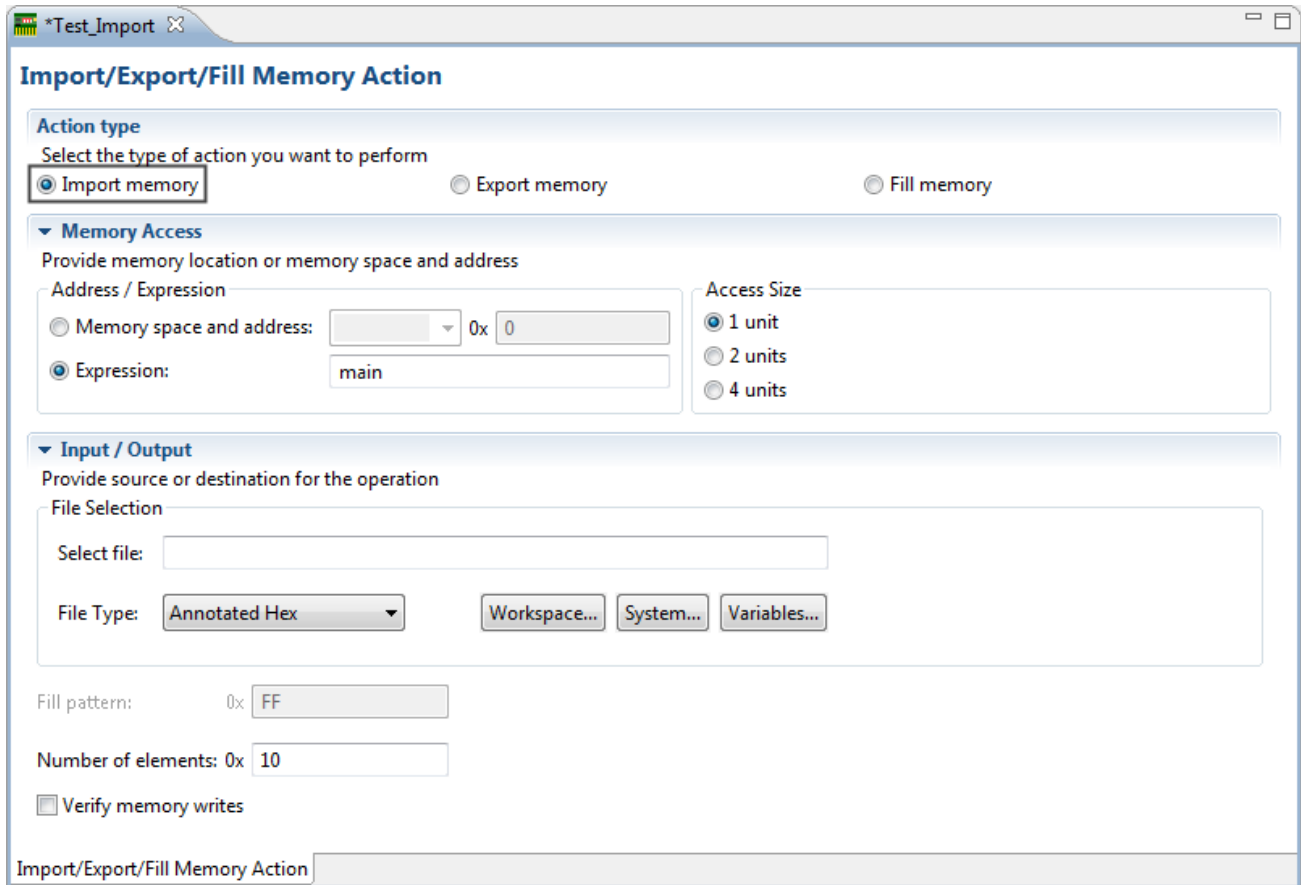 *Test_Import
Import/Export/Fill Memory Action
Action type
Select the type of action you want to perform
Import memory Export memory Fill memory
Memory Access
Provide memory location or memory space and address
Address / Expression Access Size
Memory space and address: 0x 0 1 unit
2 units
Expression: main
4 units
Input / Output
Provide source or destination for the operation
File Selection
Select file:
File Type: Annotated Hex Workspace... System... Variables...
Fill pattern: 0x FF
Number of elements: 0x 10
Verify memory writes
Import/Export/Fill Memory Action